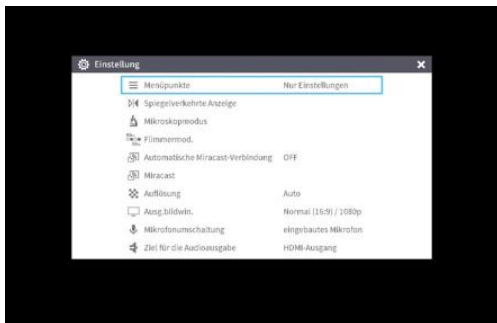 Einstellung
Menüpunkte Nur Einstellungen
Spiegelverkehrte Anzeige
Mikroskopmodus
Flimmermod.
Automatische Miracast-Verbindung OFF
Miracast
Auflösung Auto
Ausg.bildwin. Normal (16:9) / 1080p
Mikrofonumschaltung eingebautes Mikrofon
Ziel für die Audioausgabe HDMI-Ausgang